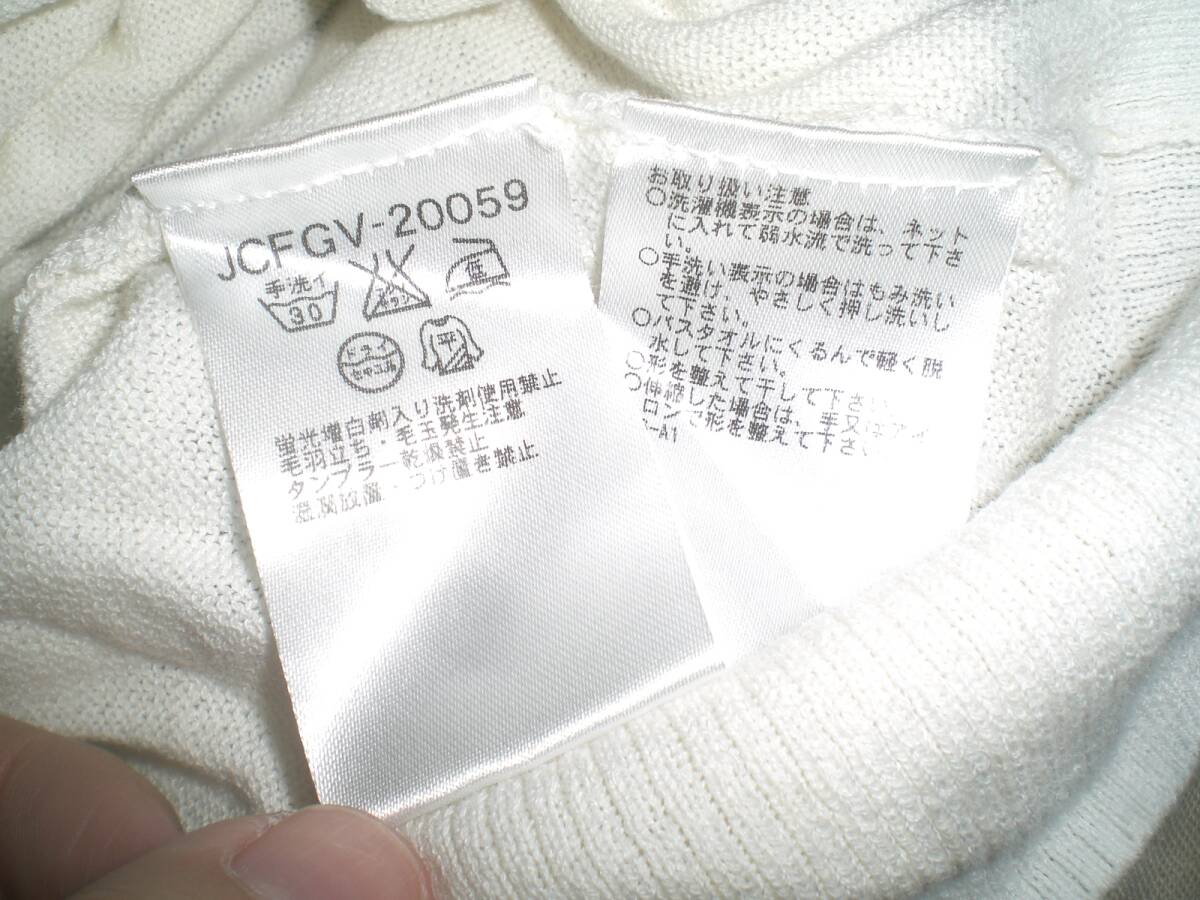 JCFGV-20059
手洗イ
30
エンソサラシ
中
ドライ
セキユ系
平
蛍光増白剤入り洗剤使用禁止
毛羽立ち・毛玉発生注意
タンブラー乾燥禁止
湿潤放置・つけ置き禁止
お取り扱い注意
○洗濯機表示の場合は、ネット
に入れて弱水流で洗って下さ
い。
○手洗い表示の場合はもみ洗い
を避け、やさしく押し洗いし
て下さい。
○バスタオルにくるんで軽く脱
水して下さい。
○形を整えて干して下さい。
○伸縮した場合は、手又はアイ
ロンで形を整えて下さい。
-A1